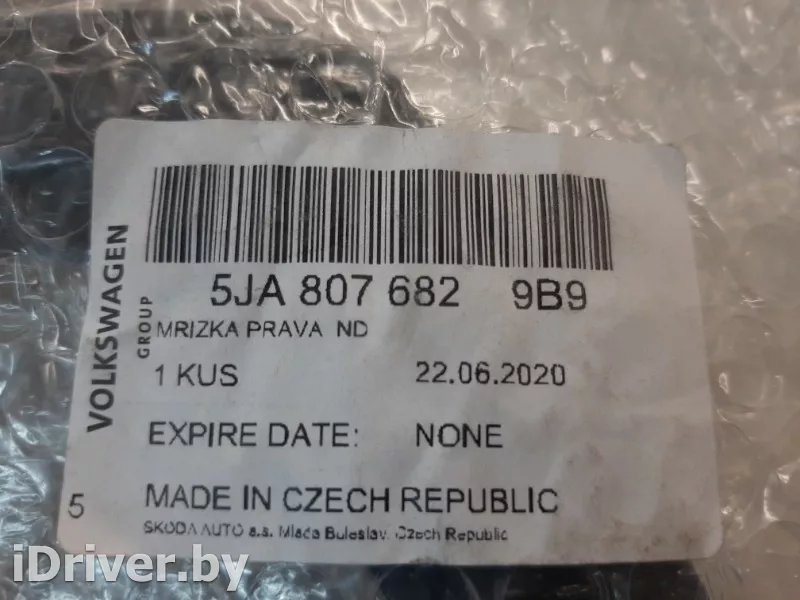 VOLKSWAGEN
GROUP
5JA 807 682 9B9
MRIZKA PRAVA ND
1 KUS 22.06.2020
EXPIRE DATE: NONE
5 MADE IN CZECH REPUBLIC
SKODA AUTO a.s. Mlada Buleslav, Czech Republic
iDriver.by